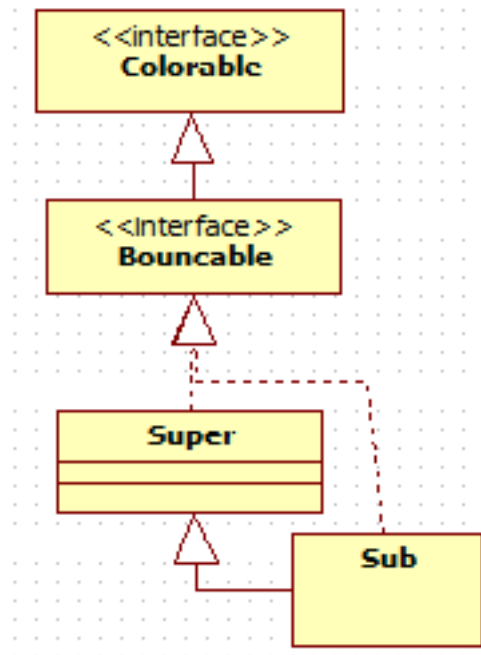 <<interface>>
Colorable
<<interface>>
Bouncable
Super
Sub